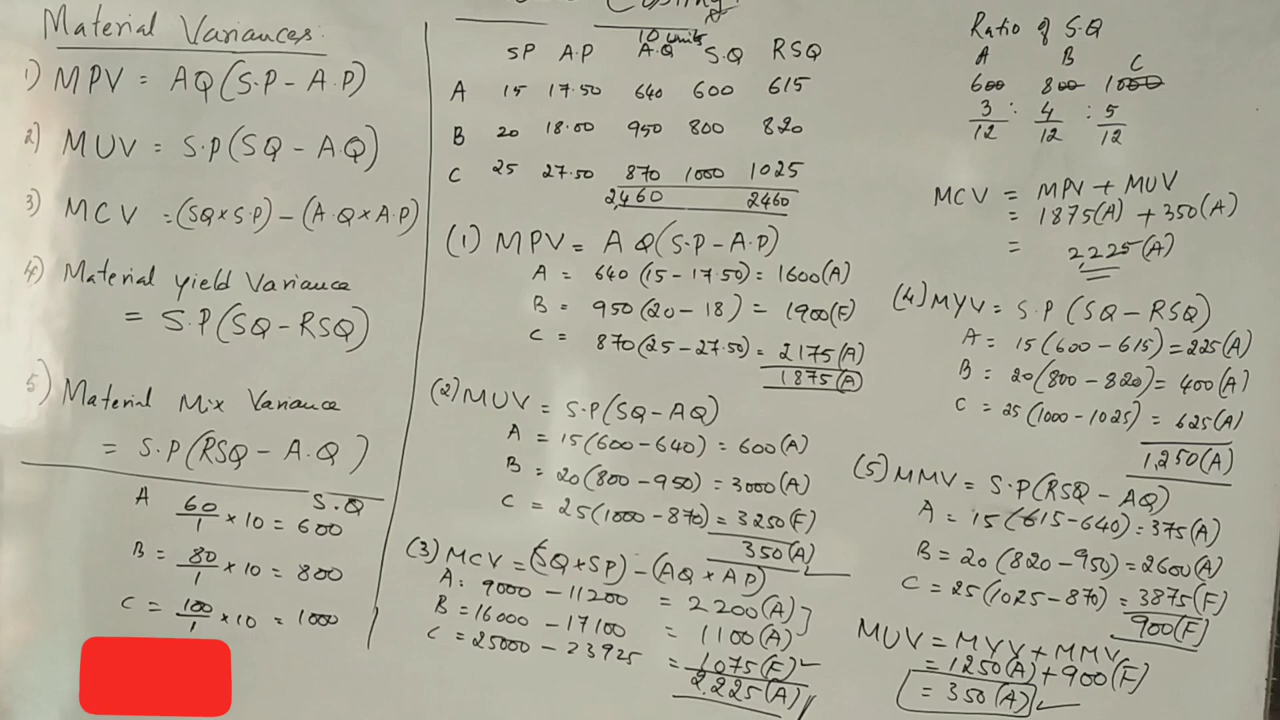 Material Variances.
1) MPV = AQ(S.P - A.P)
2) MUV = S.P(SQ - A.Q)
3) MCV = (SQ×S.P) - (A.Q×A.P)
4) Material yield Variance
= S.P(SQ - RSQ)
5) Material Mix Variance
= S.P(RSQ - A.Q)
S.Q
A 60/1 × 10 = 600
B = 80/1 × 10 = 800
C = 100/1 × 10 = 1000
Costing
10 units
SP A.P A.Q S.Q RSQ
A 15 17.50 640 600 615
B 20 18.00 950 800 820
C 25 27.50 870 1000 1025
2,460 2460
(1) MPV = AQ(S.P - A.P)
A = 640 (15 - 17.50) = 1600(A)
B = 950(20 - 18) = 1900(F)
C = 870(25 - 27.50) = 2175(A)
1875(A)
(2) MUV = S.P(SQ - AQ)
A = 15(600 - 640) = 600(A)
B = 20(800 - 950) = 3000(A)
C = 25(1000 - 870) = 3250(F)
350(A)
(3) MCV = (SQ×SP) - (AQ×AP)
A: 9000 - 11200 = 2200(A)
B = 16000 - 17100 = 1100(A)
C = 25000 - 23925 = 1075(F)
2,225(A)
Ratio of S.Q
A B C
600 800 1000
3/12 : 4/12 : 5/12
MCV = MPV + MUV
= 1875(A) + 350(A)
= 2,225(A)
(4) MYV = S.P (SQ - RSQ)
A = 15(600 - 615) = 225(A)
B = 20(800 - 820) = 400(A)
C = 25(1000 - 1025) = 625(A)
1,250(A)
(5) MMV = S.P(RSQ - AQ)
A = 15(615 - 640) = 375(A)
B = 20(820 - 950) = 2600(A)
C = 25(1025 - 870) = 3875(F)
900(F)
MUV = MYV + MMV
= 1250(A) + 900(F)
= 350(A)